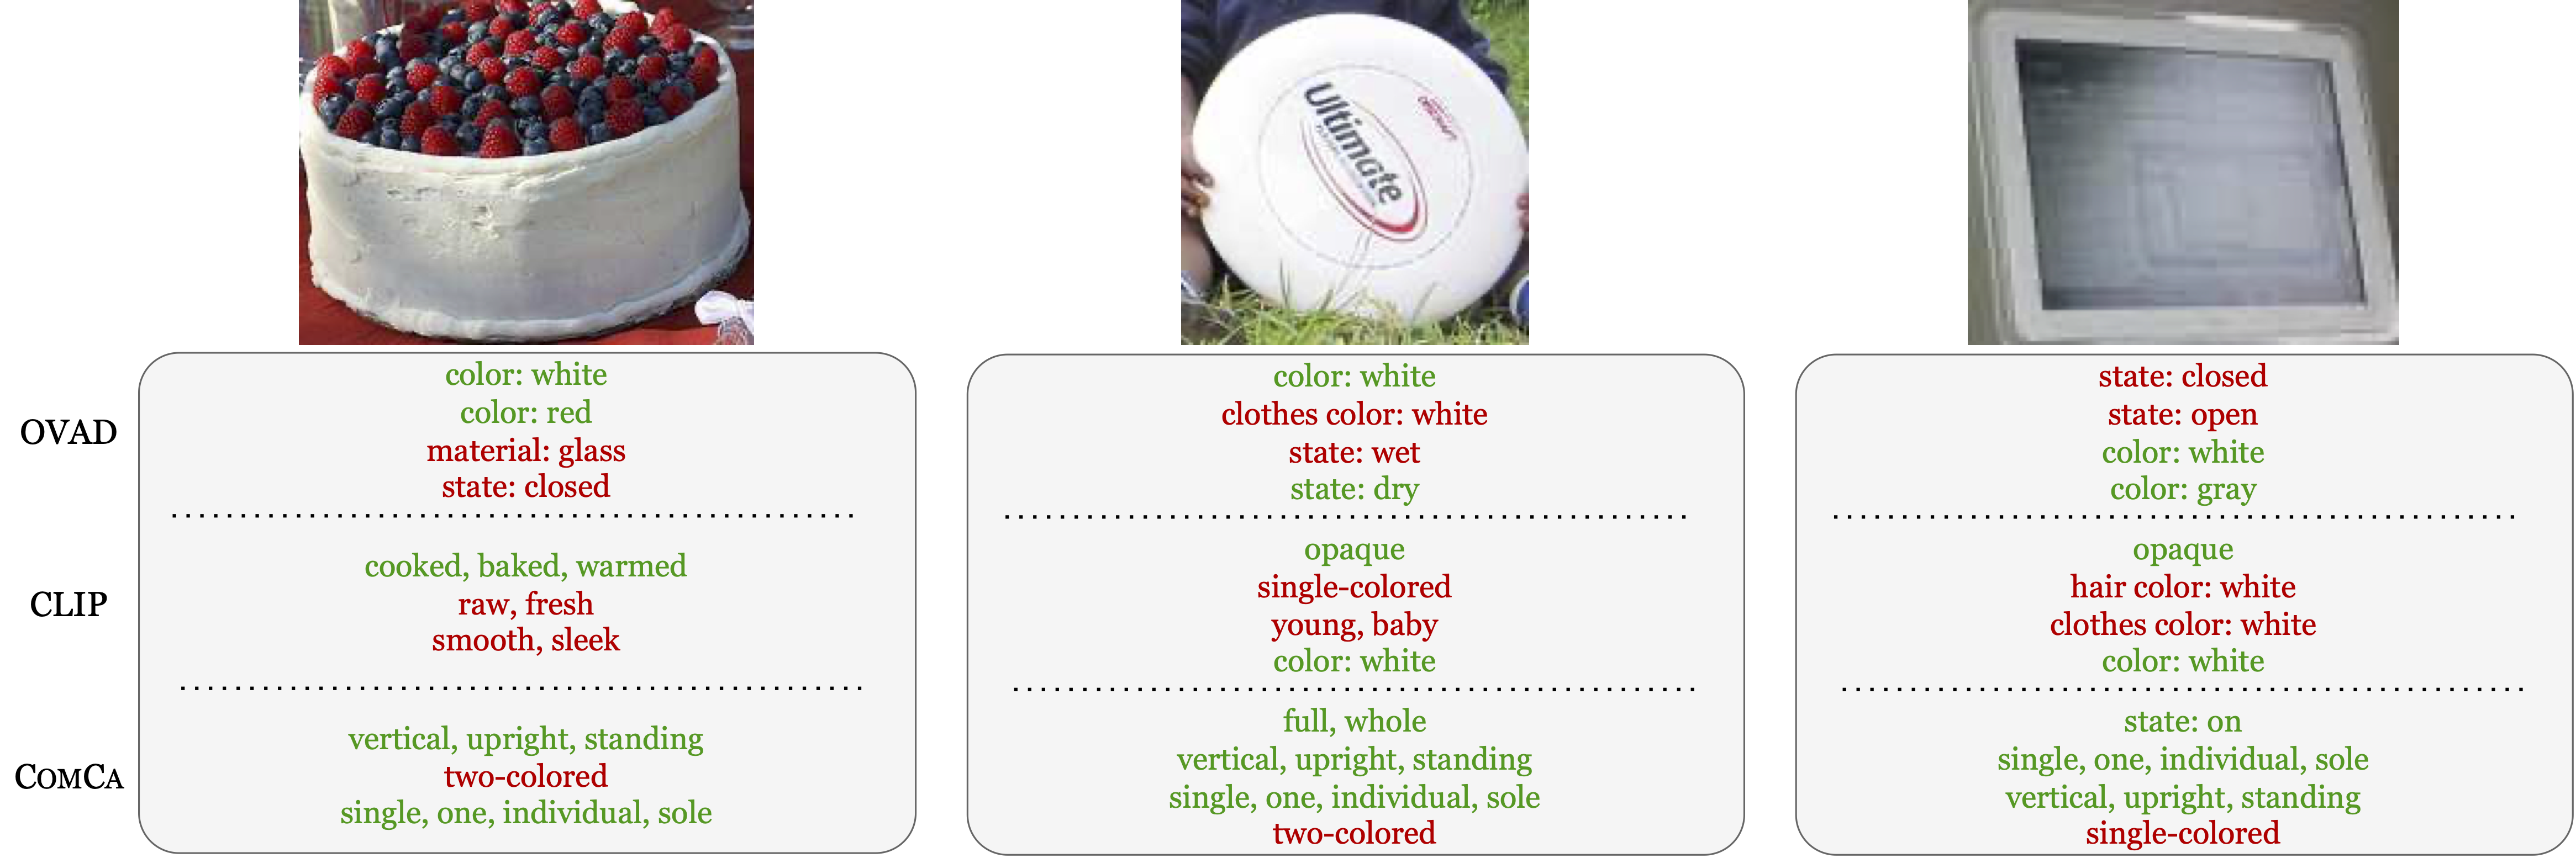 Ultimate
OVAD
color: white
color: red
material: glass
state: closed
color: white
clothes color: white
state: wet
state: dry
state: closed
state: open
color: white
color: gray
CLIP
cooked, baked, warmed
raw, fresh
smooth, sleek
opaque
single-colored
young, baby
color: white
opaque
hair color: white
clothes color: white
color: white
COMCA
vertical, upright, standing
two-colored
single, one, individual, sole
full, whole
vertical, upright, standing
single, one, individual, sole
two-colored
state: on
single, one, individual, sole
vertical, upright, standing
single-colored